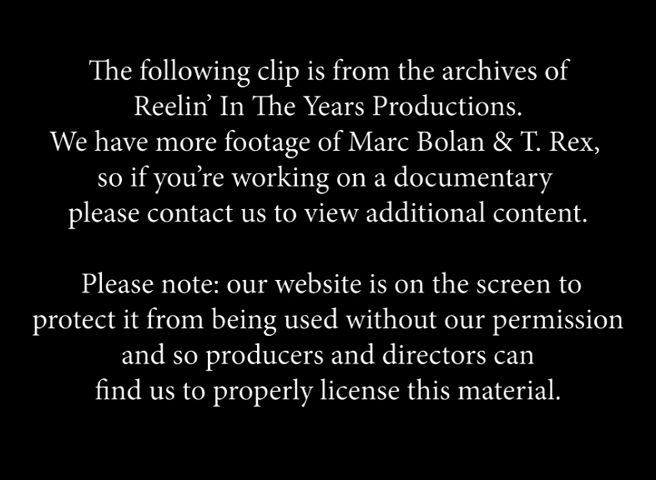 The following clip is from the archives of
Reelin’ In The Years Productions.
We have more footage of Marc Bolan & T. Rex,
so if you’re working on a documentary
please contact us to view additional content.
Please note: our website is on the screen to
protect it from being used without our permission
and so producers and directors can
find us to properly license this material.